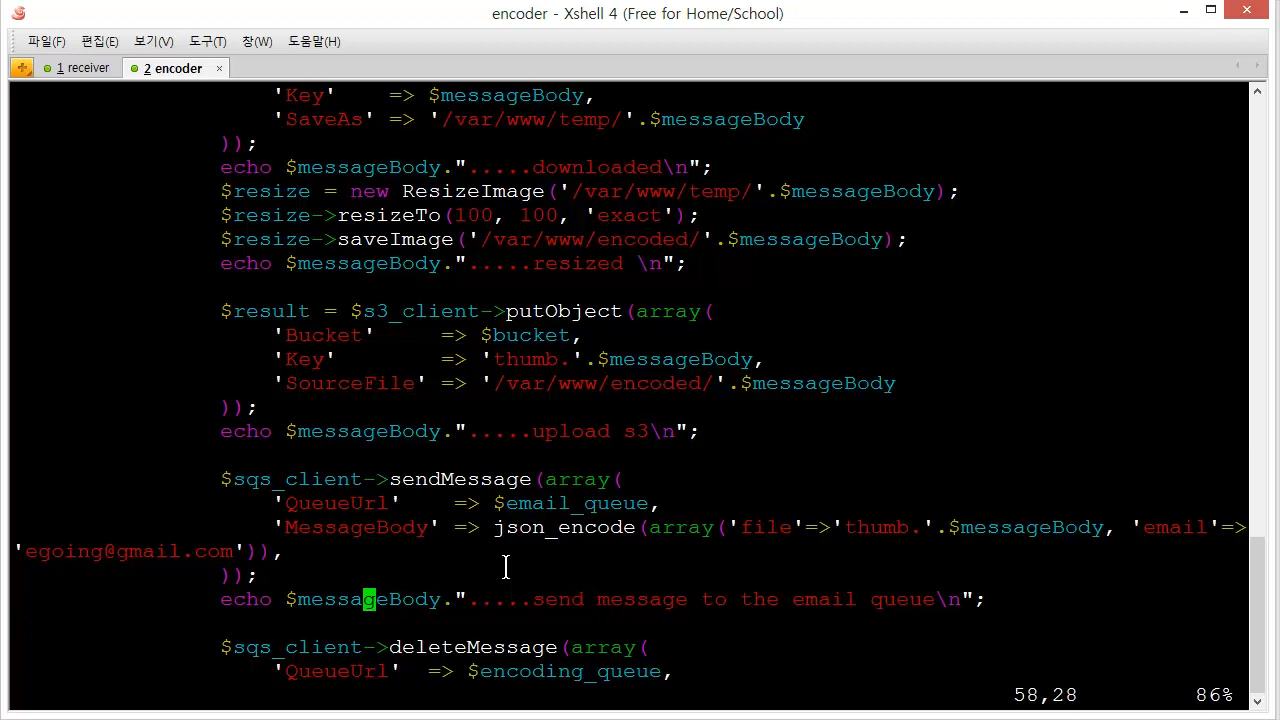 encoder - Xshell 4 (Free for Home/School)
파일(F) 편집(E) 보기(V) 도구(T) 창(W) 도움말(H)
1 receiver 2 encoder
'Key'    => $messageBody,
'SaveAs' => '/var/www/temp/'.$messageBody
));
echo $messageBody.".....downloaded\n";
$resize = new ResizeImage('/var/www/temp/'.$messageBody);
$resize->resizeTo(100, 100, 'exact');
$resize->saveImage('/var/www/encoded/'.$messageBody);
echo $messageBody.".....resized \n";
$result = $s3_client->putObject(array(
'Bucket'     => $bucket,
'Key'        => 'thumb.'.$messageBody,
'SourceFile' => '/var/www/encoded/'.$messageBody
));
echo $messageBody.".....upload s3\n";
$sqs_client->sendMessage(array(
'QueueUrl'    => $email_queue,
'MessageBody' => json_encode(array('file'=>'thumb.'.$messageBody, 'email'=>
'egoing@gmail.com')),
));
echo $messageBody.".....send message to the email queue\n";
$sqs_client->deleteMessage(array(
'QueueUrl'  => $encoding_queue,
58,28 86%